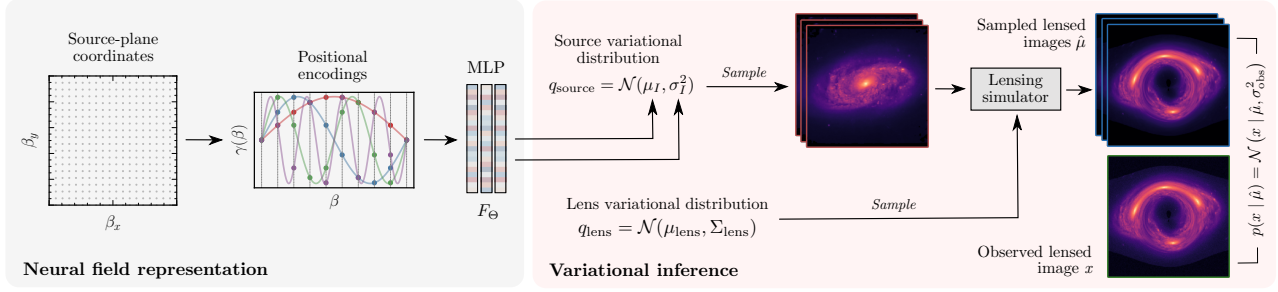 Source-plane
coordinates
β_y
β_x
Positional
encodings
γ(β)
β
MLP
F_Θ
Neural field representation
Source variational
distribution
q_source = 𝒩(μ_I, σ_I^2)
Sample
Lensing
simulator
Sampled lensed
images μ̂
Lens variational distribution
q_lens = 𝒩(μ_lens, Σ_lens)
Sample
Observed lensed
image x
p(x | μ̂) = 𝒩 (x | μ̂, σ_obs^2)
Variational inference